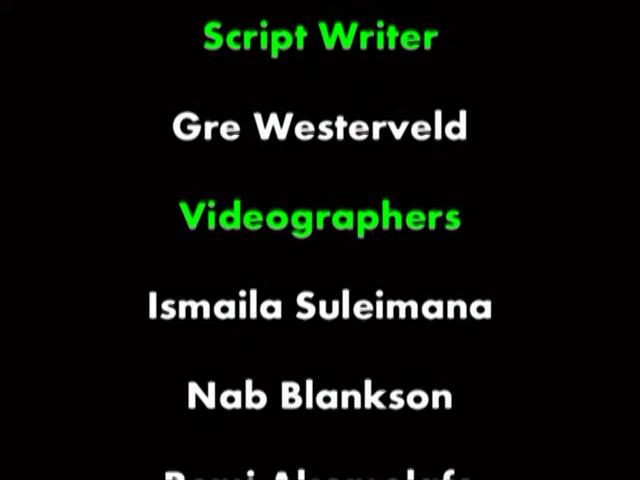 Script Writer
Gre Westerveld
Videographers
Ismaila Suleimana
Nab Blankson